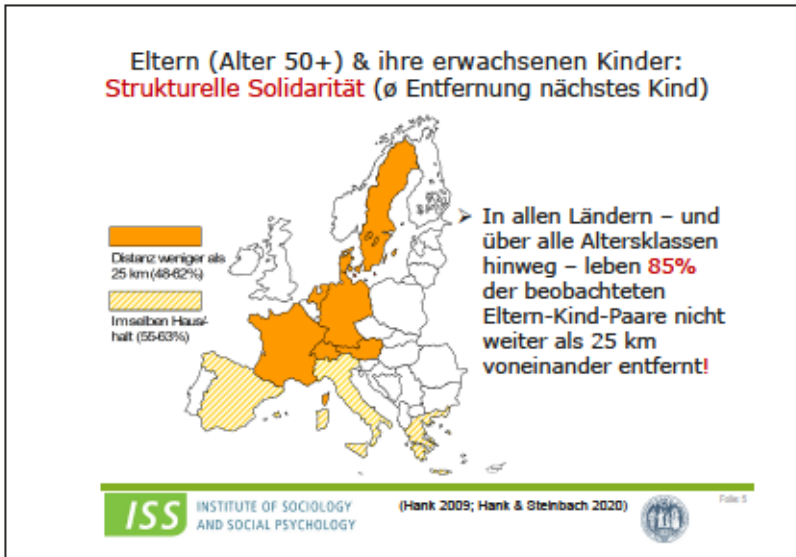 Eltern (Alter 50+) & ihre erwachsenen Kinder:
Strukturelle Solidarität (ø Entfernung nächstes Kind)
Distanz weniger als
25 km (48-62%)
Im selben Haus/-
halt (55-63%)
➢ In allen Ländern – und
über alle Altersklassen
hinweg – leben 85%
der beobachteten
Eltern-Kind-Paare nicht
weiter als 25 km
voneinander entfernt!
ISS INSTITUTE OF SOCIOLOGY
AND SOCIAL PSYCHOLOGY
(Hank 2009; Hank & Steinbach 2020)
Folie: 5